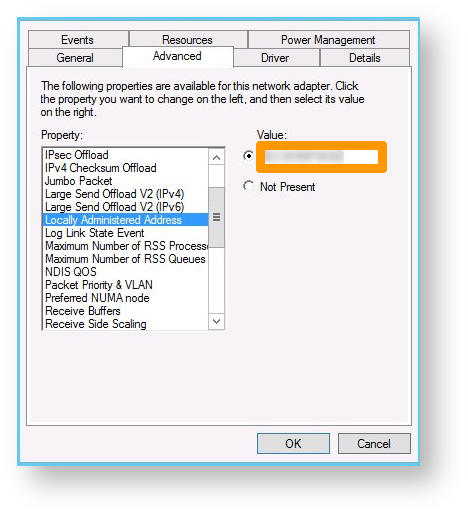 Events
Resources
Power Management
General
Advanced
Driver
Details
The following properties are available for this network adapter. Click
the property you want to change on the left, and then select its value
on the right.
Property:
Value:
IPsec Offload
IPv4 Checksum Offload
Jumbo Packet
Large Send Offload V2 (IPv4)
Large Send Offload V2 (IPv6)
Locally Administered Address
Log Link State Event
Maximum Number of RSS Process
Maximum Number of RSS Queues
NDIS QOS
Packet Priority & VLAN
Preferred NUMA node
Receive Buffers
Receive Side Scaling
Not Present
OK
Cancel